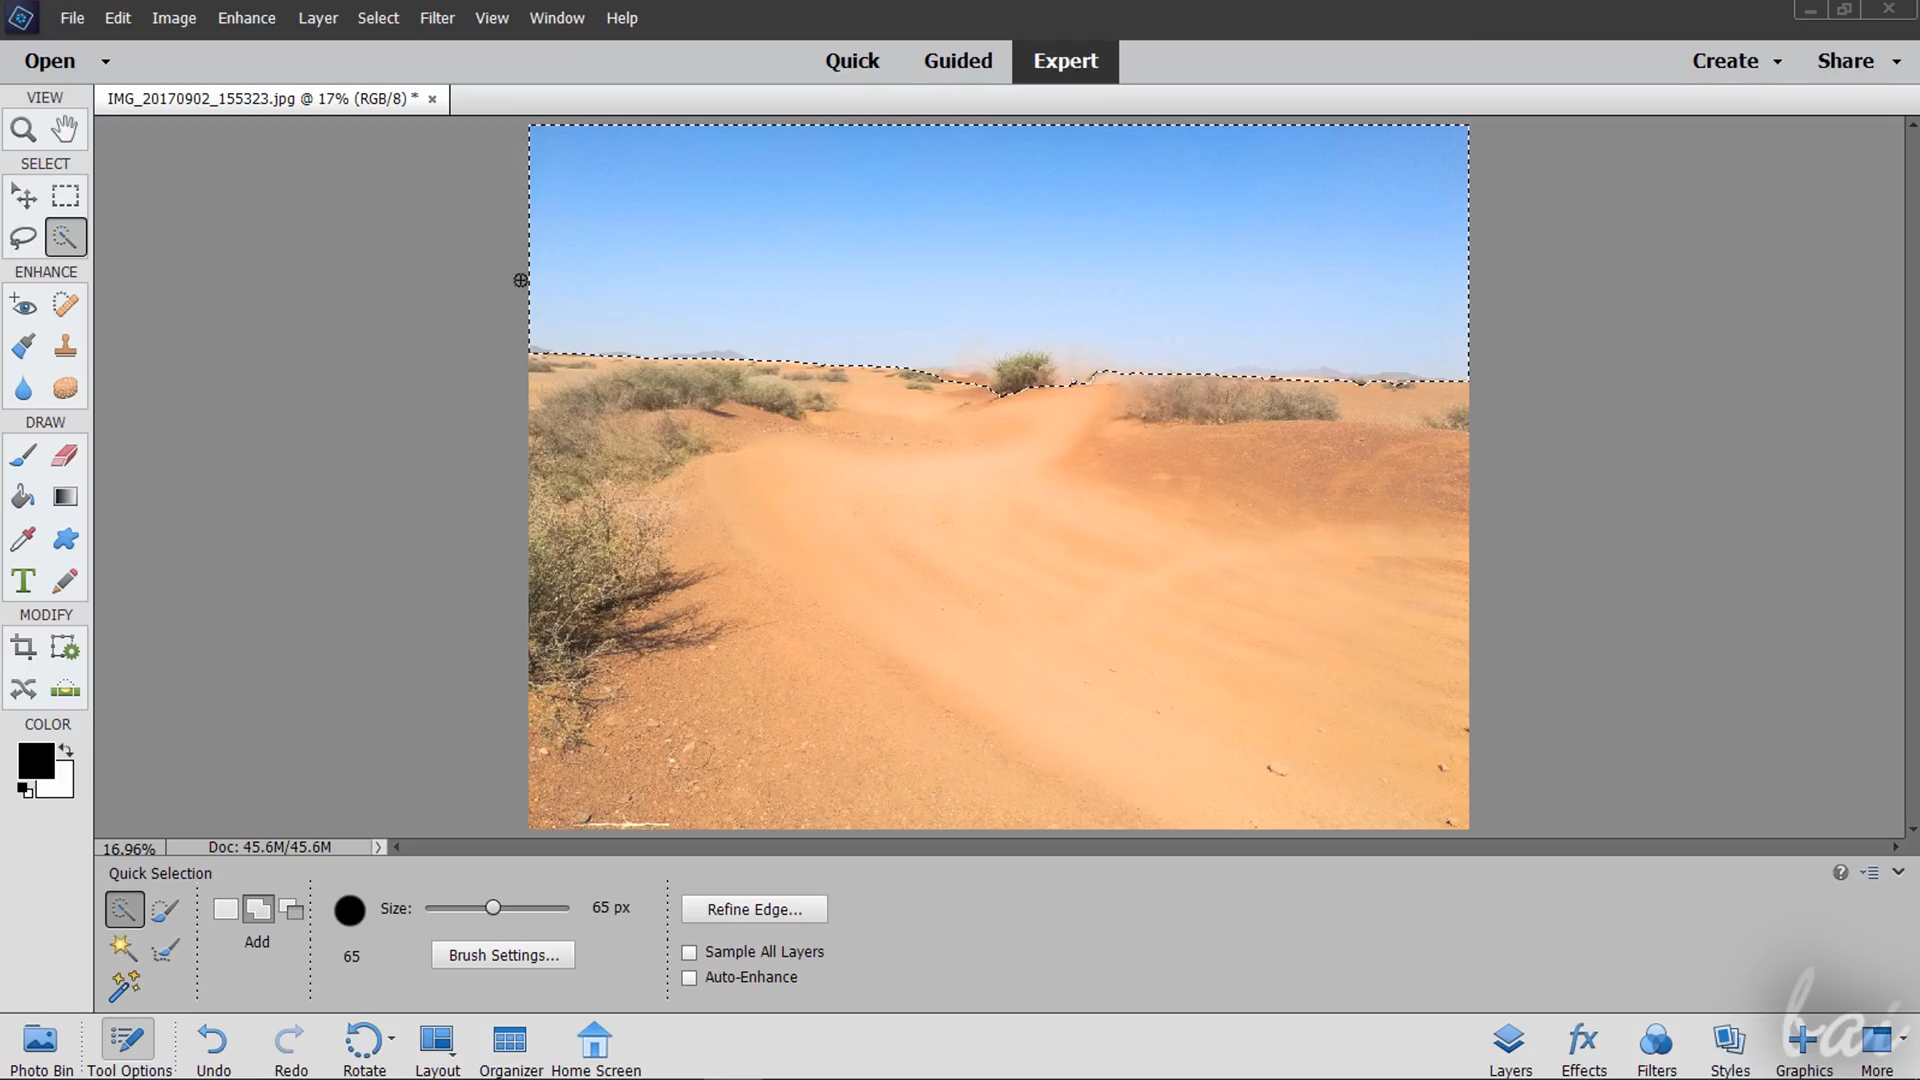 File Edit Image Enhance Layer Select Filter View Window Help
Open Quick Guided Expert Create Share
VIEW
IMG_20170902_155323.jpg @ 17% (RGB/8) * ×
SELECT
ENHANCE
DRAW
T
MODIFY
COLOR
16.96% Doc: 45.6M/45.6M
Quick Selection
Size: 65 px
Refine Edge...
Add
65
Brush Settings...
Sample All Layers
Auto-Enhance
fx
Photo Bin Tool Options Undo Redo Rotate Layout Organizer Home Screen Layers Effects Filters Styles Graphics More
bai